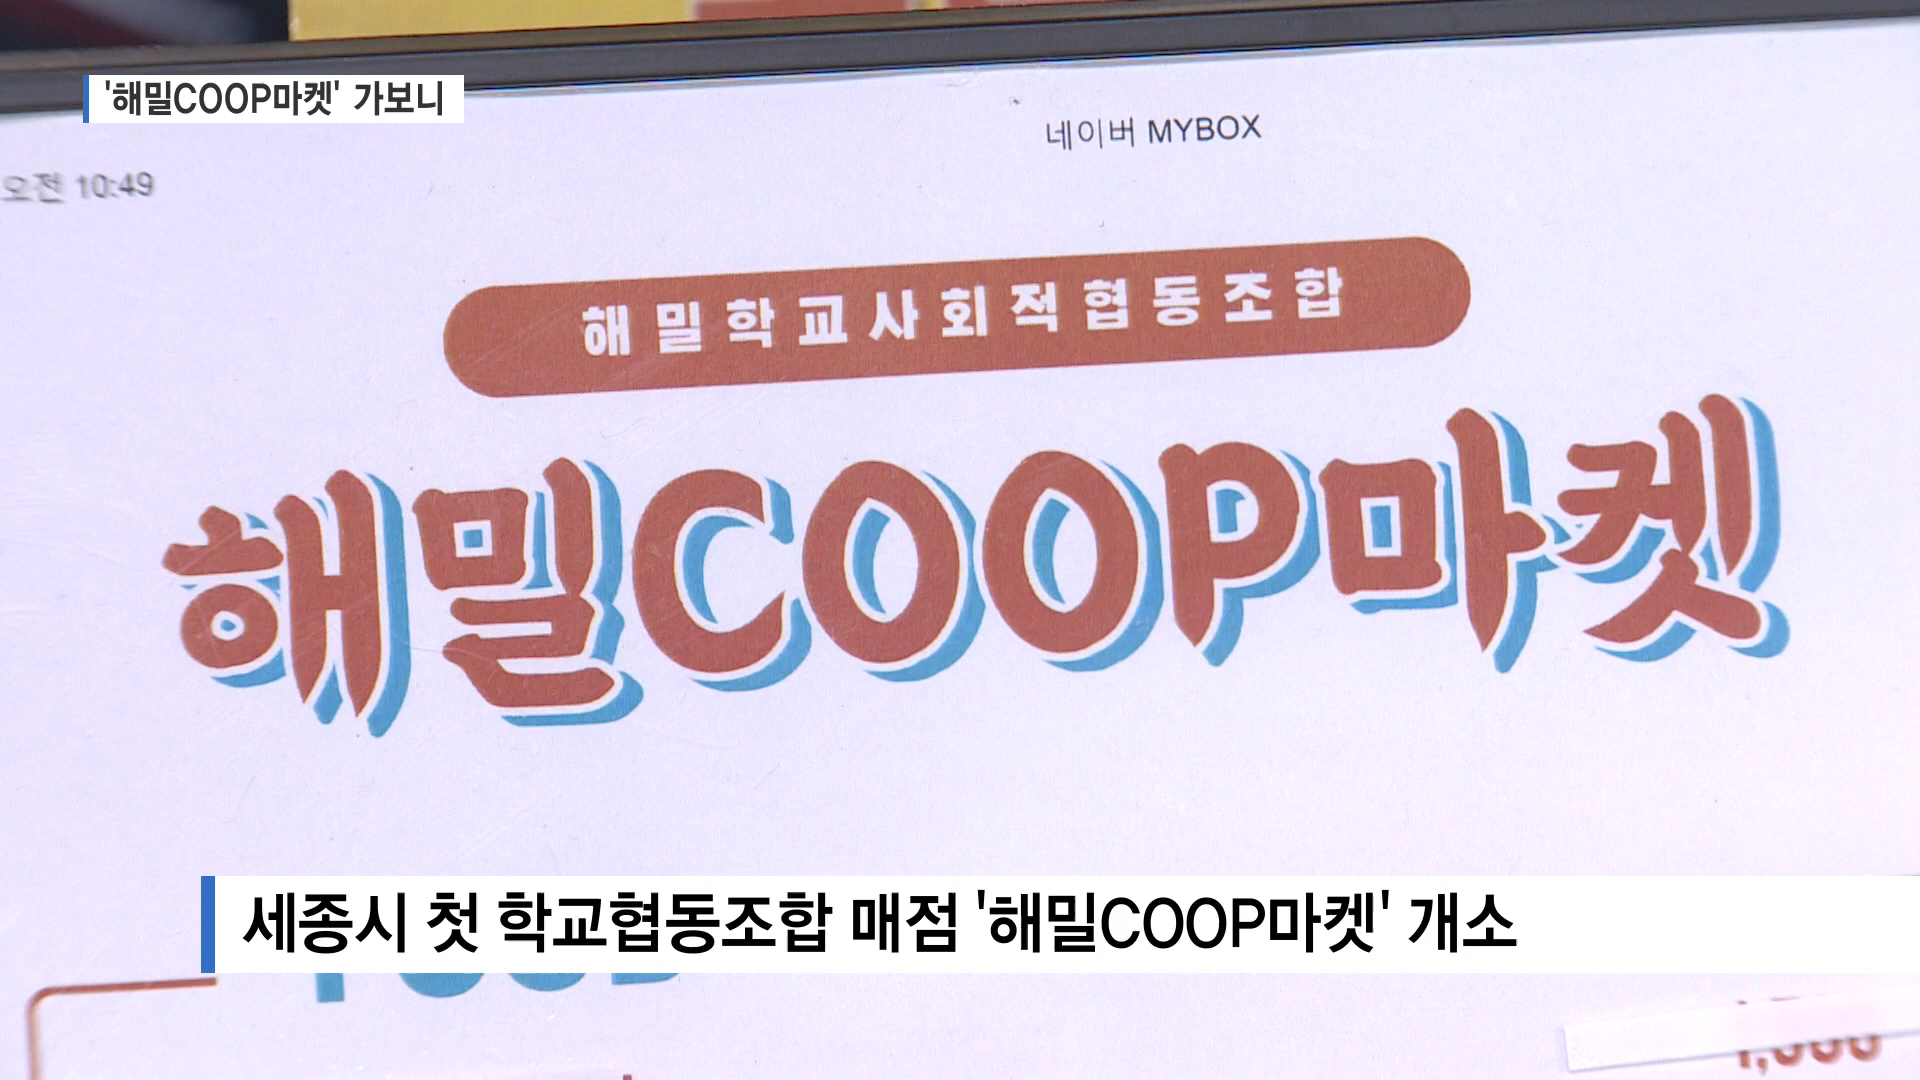 '해밀COOP마켓' 가보니
네이버 MYBOX
오전 10:49
해밀학교사회적협동조합
해밀COOP마켓
세종시 첫 학교협동조합 매점 '해밀COOP마켓' 개소